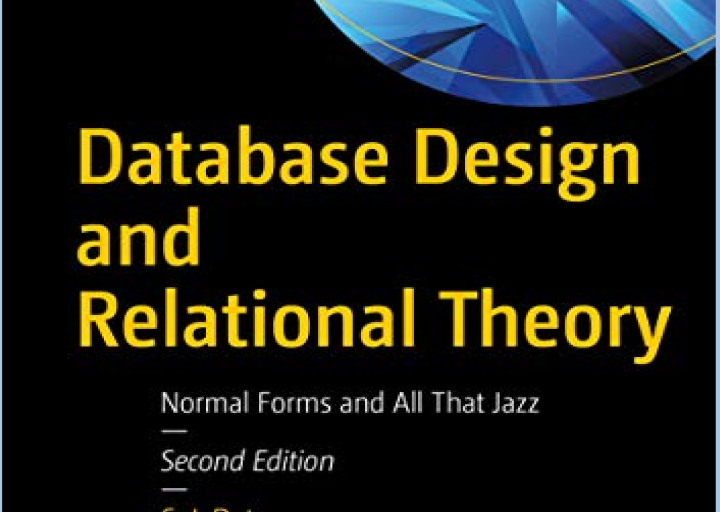 Database Design
and
Relational Theory
Normal Forms and All That Jazz
Second Edition